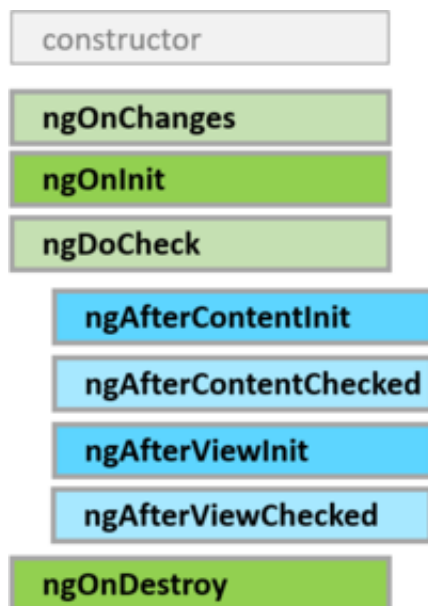 constructor
ngOnChanges
ngOnInit
ngDoCheck
ngAfterContentInit
ngAfterContentChecked
ngAfterViewInit
ngAfterViewChecked
ngOnDestroy